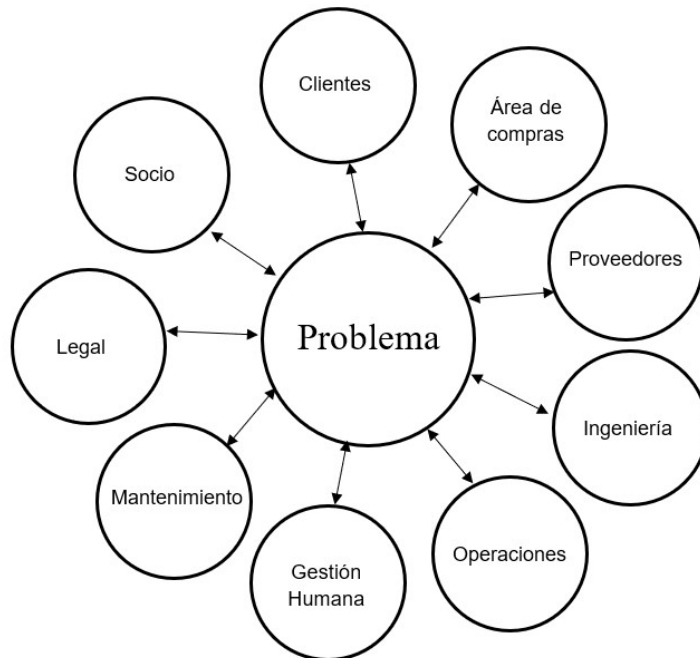 Clientes
Área de
compras
Socio
Proveedores
Problema
Legal
Ingeniería
Mantenimiento
Operaciones
Gestión
Humana